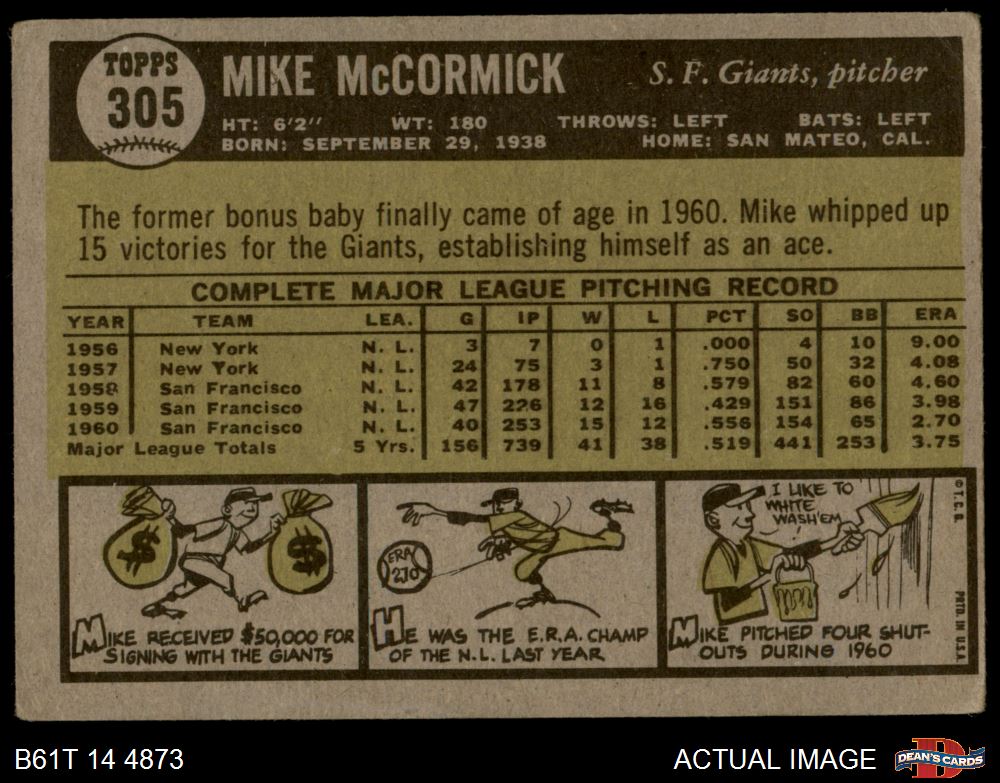 TOPPS
305
MIKE McCORMICK
S. F. Giants, pitcher
HT: 6'2'' WT: 180 THROWS: LEFT BATS: LEFT
BORN: SEPTEMBER 29, 1938 HOME: SAN MATEO, CAL.
The former bonus baby finally came of age in 1960. Mike whipped up
15 victories for the Giants, establishing himself as an ace.
COMPLETE MAJOR LEAGUE PITCHING RECORD
YEAR TEAM LEA. G IP W L PCT SO BB ERA
1956 New York N. L. 3 7 0 1 .000 4 10 9.00
1957 New York N. L. 24 75 3 1 .750 50 32 4.08
1958 San Francisco N. L. 42 178 11 8 .579 82 60 4.60
1959 San Francisco N. L. 47 226 12 16 .429 151 86 3.98
1960 San Francisco N. L. 40 253 15 12 .556 154 65 2.70
Major League Totals 5 Yrs. 156 739 41 38 .519 441 253 3.75
$ $
MIKE RECEIVED $50,000 FOR
SIGNING WITH THE GIANTS
ERA
2.70
HE WAS THE E.R.A. CHAMP
OF THE N.L. LAST YEAR
I LIKE TO
WHITE
WASH'EM
!
MIKE PITCHED FOUR SHUT-
OUTS DURING 1960
© T. C. G.
PRTD. IN U.S.A.
B61T 14 4873
ACTUAL IMAGE
DEAN'S CARDS